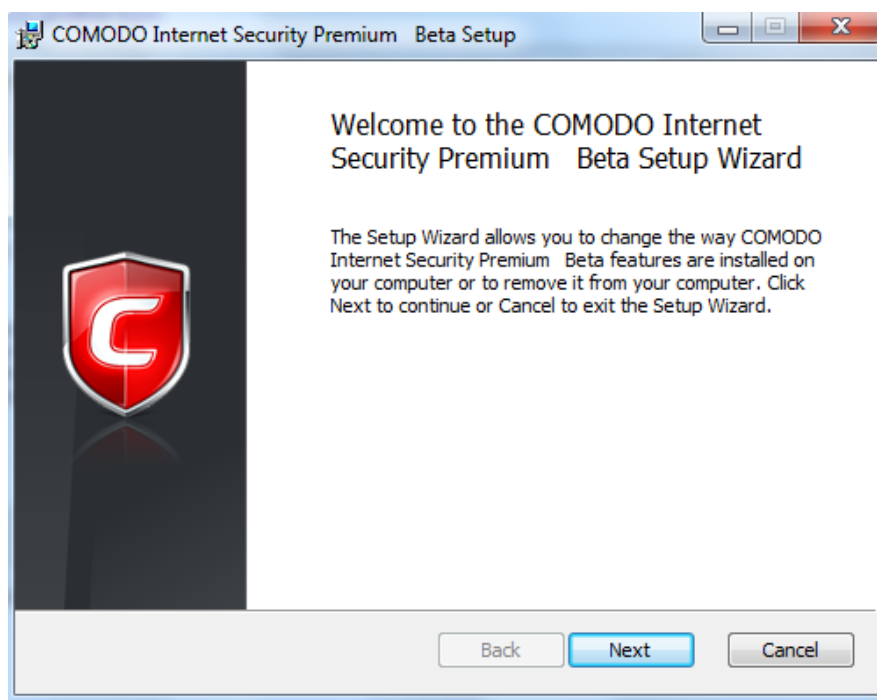 COMODO Internet Security Premium   Beta Setup
X
Welcome to the COMODO Internet
Security Premium   Beta Setup Wizard
The Setup Wizard allows you to change the way COMODO
Internet Security Premium   Beta features are installed on
your computer or to remove it from your computer. Click
Next to continue or Cancel to exit the Setup Wizard.
C
Back Next Cancel